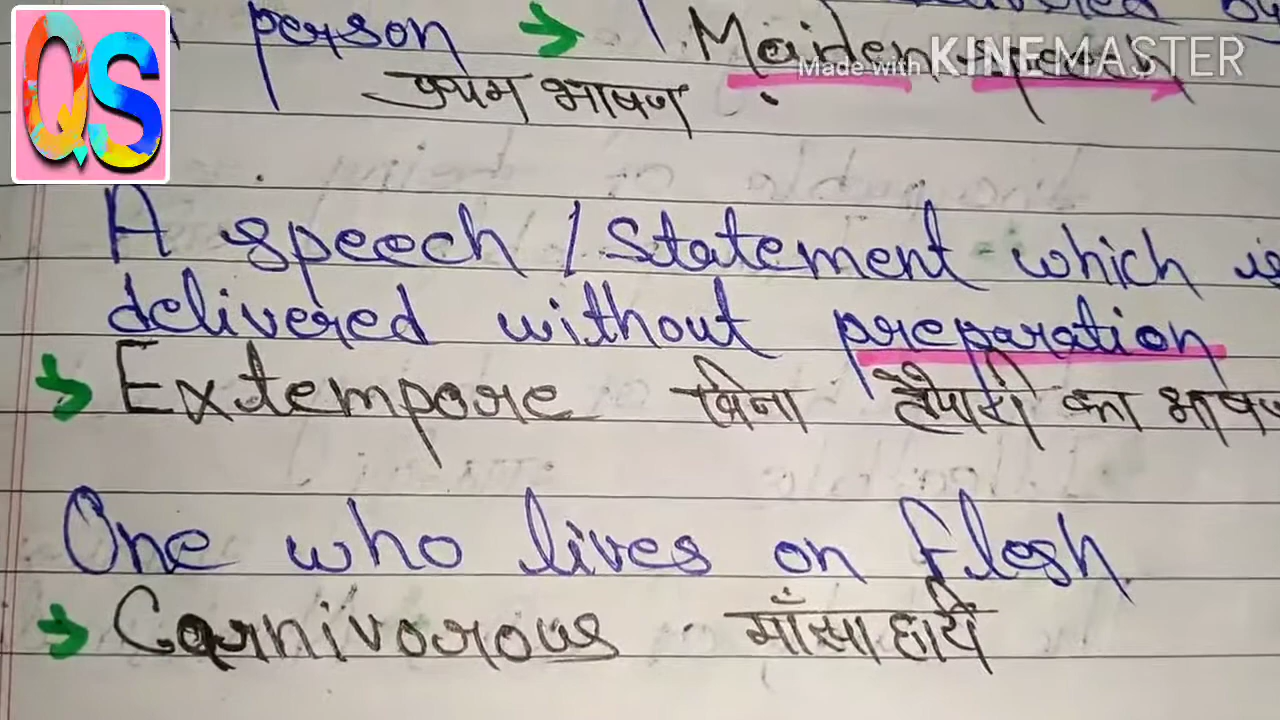 person → Maiden speech
प्रथम भाषण
Made with KINEMASTER
QS
A speech / Statement which is
delivered without preparation
→ Extempore बिना तैयारी का भाषण
One who lives on flesh.
→ Carnivorous माँसाहारी